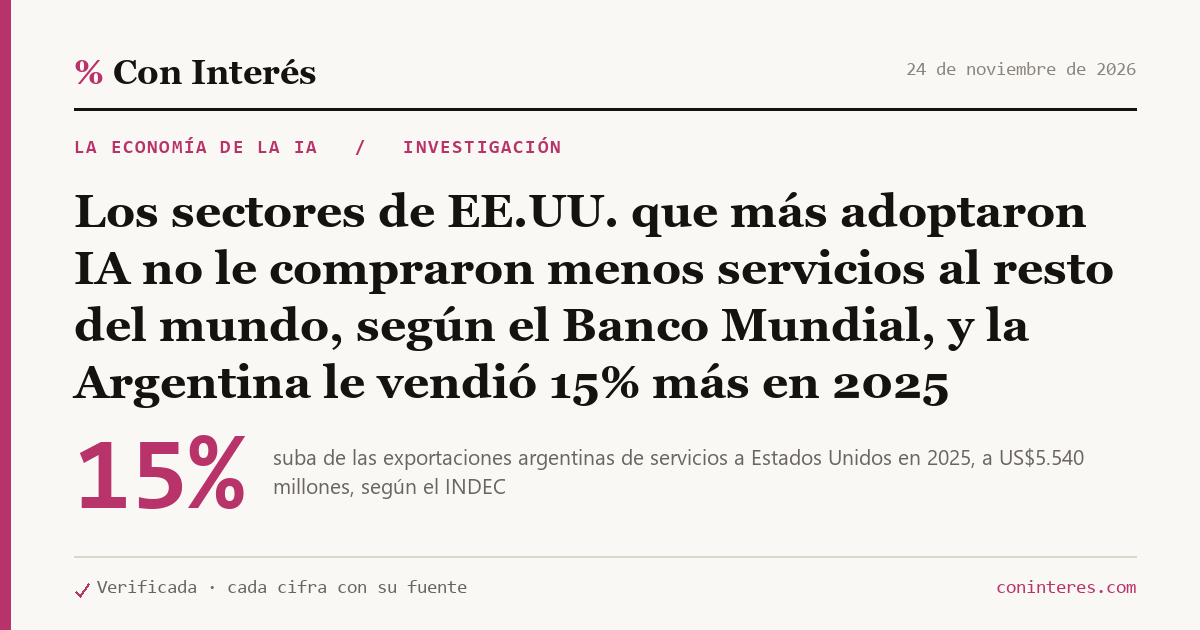 % Con Interés
24 de noviembre de 2026
LA ECONOMÍA DE LA IA / INVESTIGACIÓN
Los sectores de EE.UU. que más adoptaron
IA no le compraron menos servicios al resto
del mundo, según el Banco Mundial, y la
Argentina le vendió 15% más en 2025
15%
suba de las exportaciones argentinas de servicios a Estados Unidos en 2025, a US$5.540
millones, según el INDEC
✓ Verificada · cada cifra con su fuente
coninteres.com